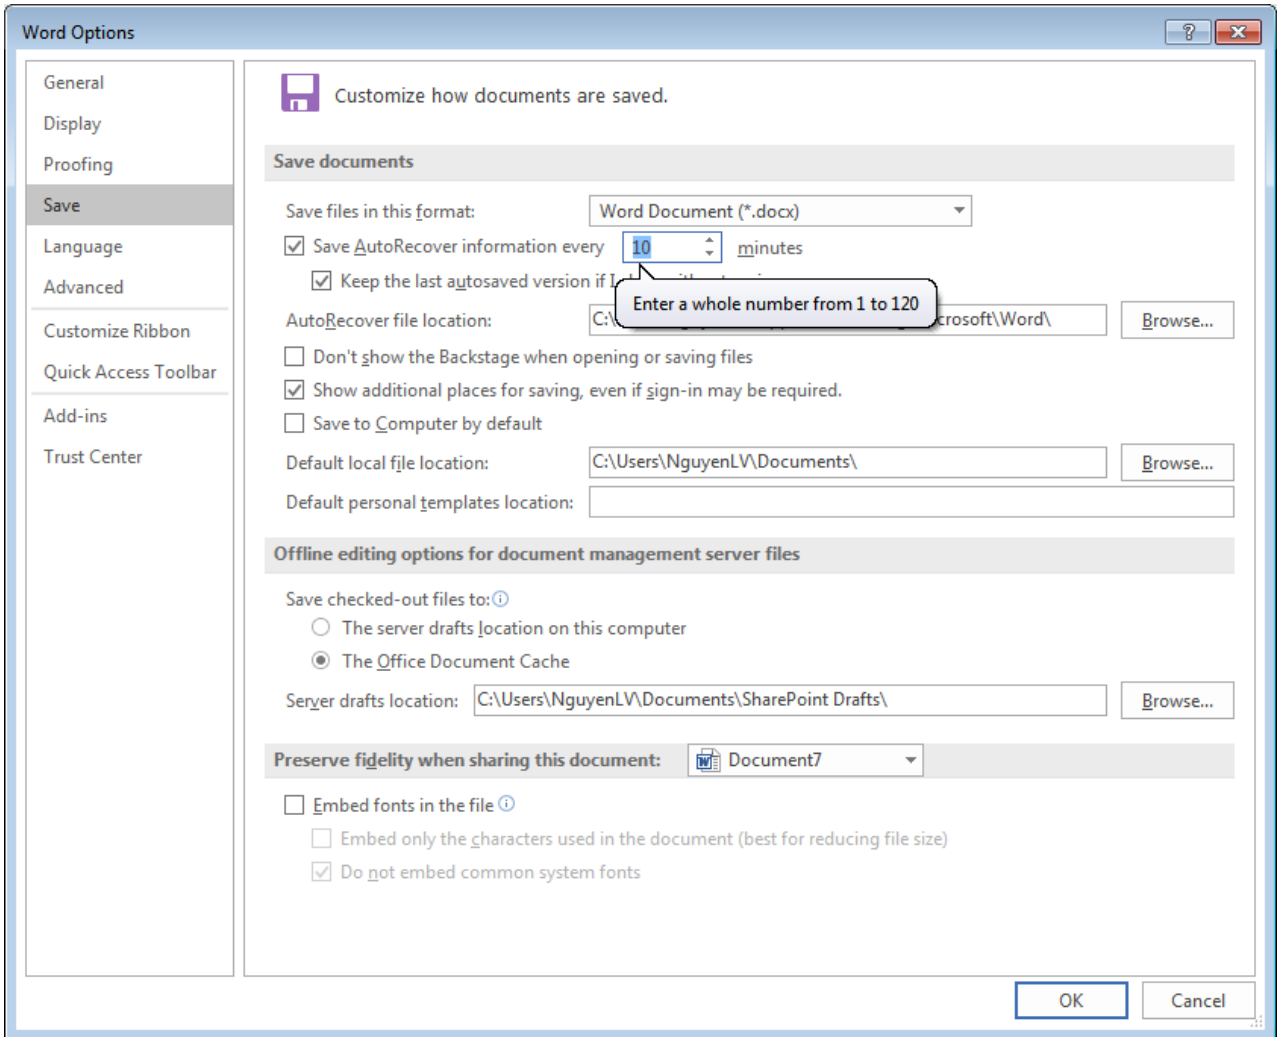 Word Options
General
Display
Proofing
Save
Language
Advanced
Customize Ribbon
Quick Access Toolbar
Add-ins
Trust Center
Customize how documents are saved.
Save documents
Save files in this format: Word Document (*.docx)
Save AutoRecover information every 10 minutes
Keep the last autosaved version if I
Enter a whole number from 1 to 120
AutoRecover file location: C:\ crosoft\Word\ Browse...
Don't show the Backstage when opening or saving files
Show additional places for saving, even if sign-in may be required.
Save to Computer by default
Default local file location: C:\Users\NguyenLV\Documents\ Browse...
Default personal templates location:
Offline editing options for document management server files
Save checked-out files to:
The server drafts location on this computer
The Office Document Cache
Server drafts location: C:\Users\NguyenLV\Documents\SharePoint Drafts\ Browse...
Preserve fidelity when sharing this document: Document7
Embed fonts in the file
Embed only the characters used in the document (best for reducing file size)
Do not embed common system fonts
OK Cancel